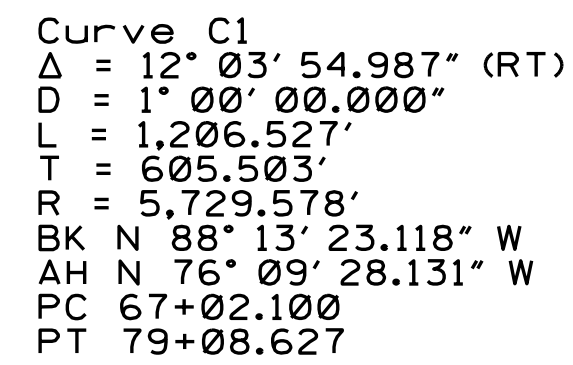 Curve C1
Δ = 12° 03' 54.987" (RT)
D = 1° 00' 00.000"
L = 1,206.527'
T = 605.503'
R = 5,729.578'
BK N 88° 13' 23.118" W
AH N 76° 09' 28.131" W
PC 67+02.100
PT 79+08.627